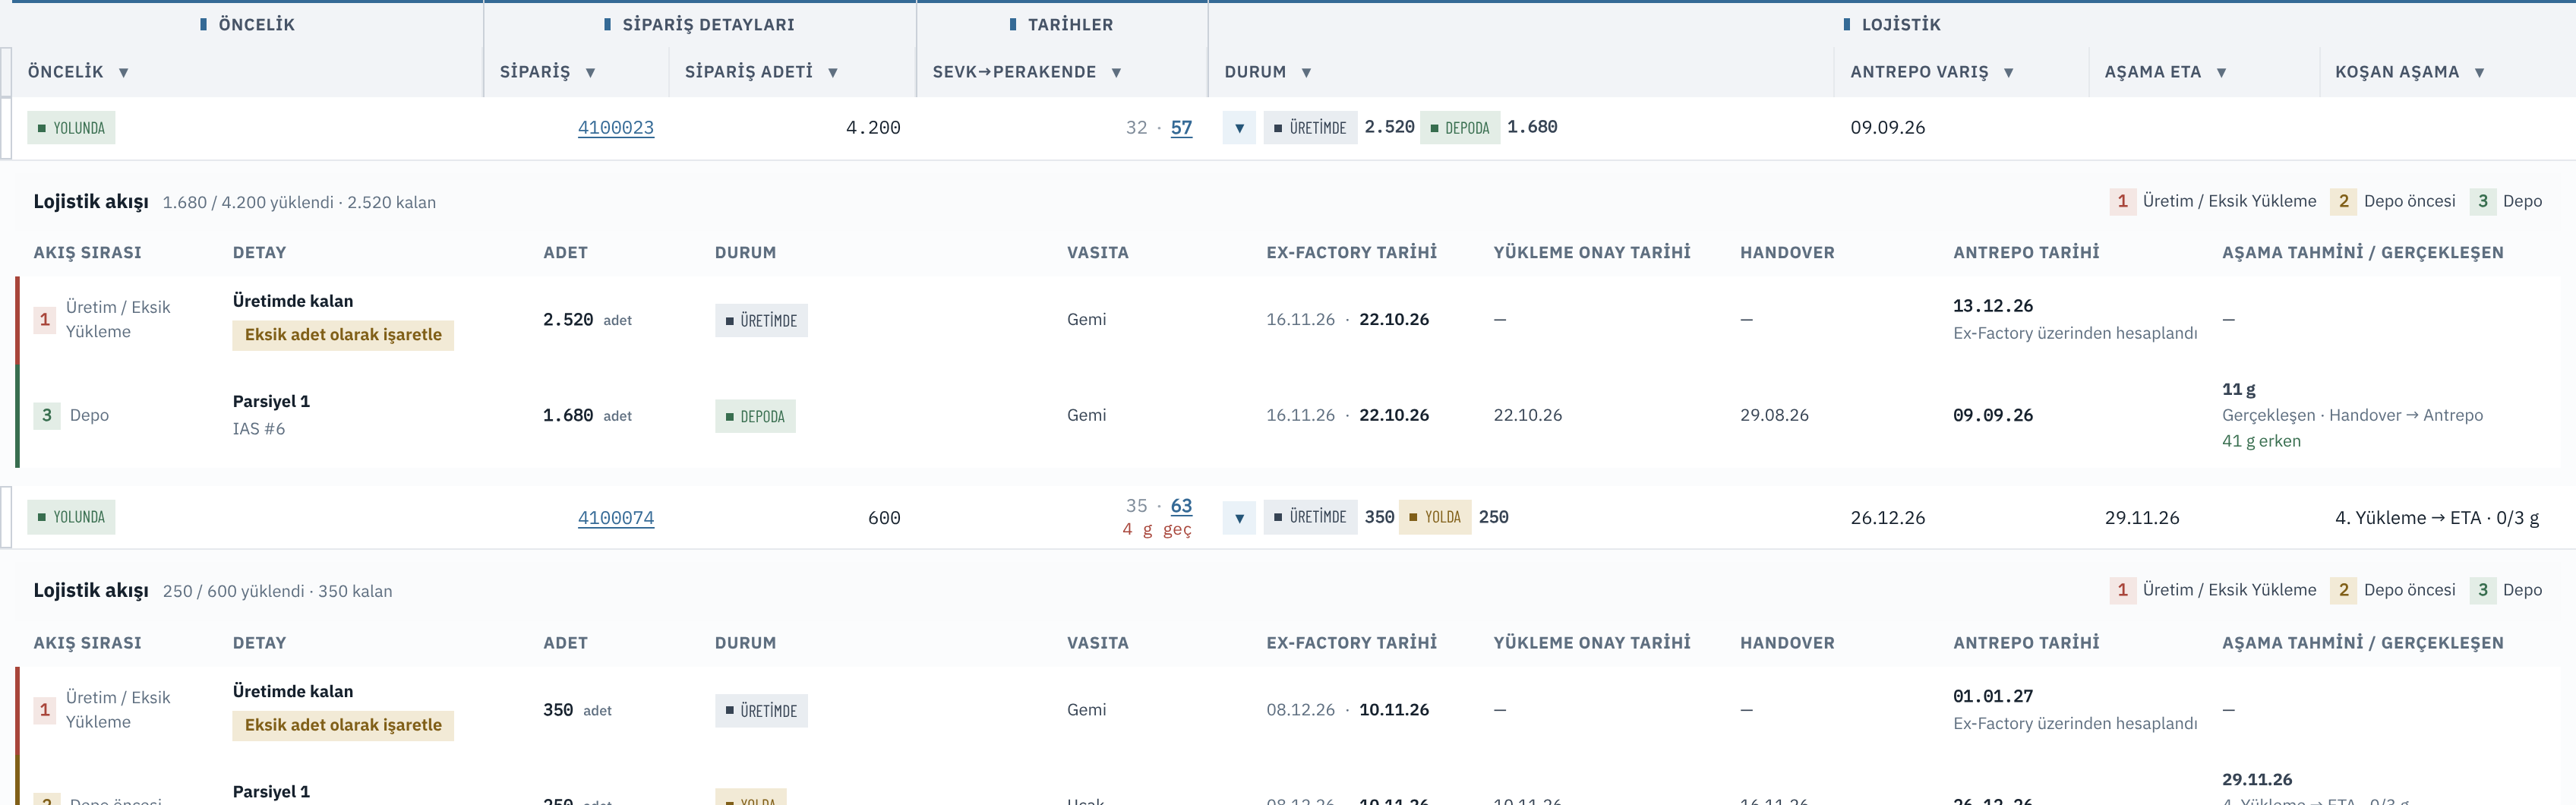 ÖNCELİK SİPARİŞ DETAYLARI TARİHLER LOJİSTİK
ÖNCELİK ▼ SİPARİŞ ▼ SİPARİŞ ADETİ ▼ SEVK→PERAKENDE ▼ DURUM ▼ ANTREPO VARIŞ ▼ AŞAMA ETA ▼ KOŞAN AŞAMA ▼
YOLUNDA 4100023 4.200 32 · 57 ▼ ÜRETİMDE 2.520 DEPODA 1.680 09.09.26
Lojistik akışı 1.680 / 4.200 yüklendi · 2.520 kalan 1 Üretim / Eksik Yükleme 2 Depo öncesi 3 Depo
AKIŞ SIRASI DETAY ADET DURUM VASITA EX-FACTORY TARİHİ YÜKLEME ONAY TARİHİ HANDOVER ANTREPO TARİHİ AŞAMA TAHMİNİ / GERÇEKLEŞEN
1 Üretim / Eksik Yükleme Üretimde kalan 2.520 adet ÜRETİMDE Gemi 16.11.26 · 22.10.26 — — 13.12.26 —
Eksik adet olarak işaretle Ex-Factory üzerinden hesaplandı
3 Depo Parsiyel 1 1.680 adet DEPODA Gemi 16.11.26 · 22.10.26 22.10.26 29.08.26 09.09.26 11 g
IAS #6 Gerçekleşen · Handover → Antrepo
41 g erken
YOLUNDA 4100074 600 35 · 63 ▼ ÜRETİMDE 350 YOLDA 250 26.12.26 29.11.26 4. Yükleme → ETA · 0/3 g
4 g geç
Lojistik akışı 250 / 600 yüklendi · 350 kalan 1 Üretim / Eksik Yükleme 2 Depo öncesi 3 Depo
AKIŞ SIRASI DETAY ADET DURUM VASITA EX-FACTORY TARİHİ YÜKLEME ONAY TARİHİ HANDOVER ANTREPO TARİHİ AŞAMA TAHMİNİ / GERÇEKLEŞEN
1 Üretim / Eksik Yükleme Üretimde kalan 350 adet ÜRETİMDE Gemi 08.12.26 · 10.11.26 — — 01.01.27 —
Eksik adet olarak işaretle Ex-Factory üzerinden hesaplandı
Parsiyel 1 29.11.26